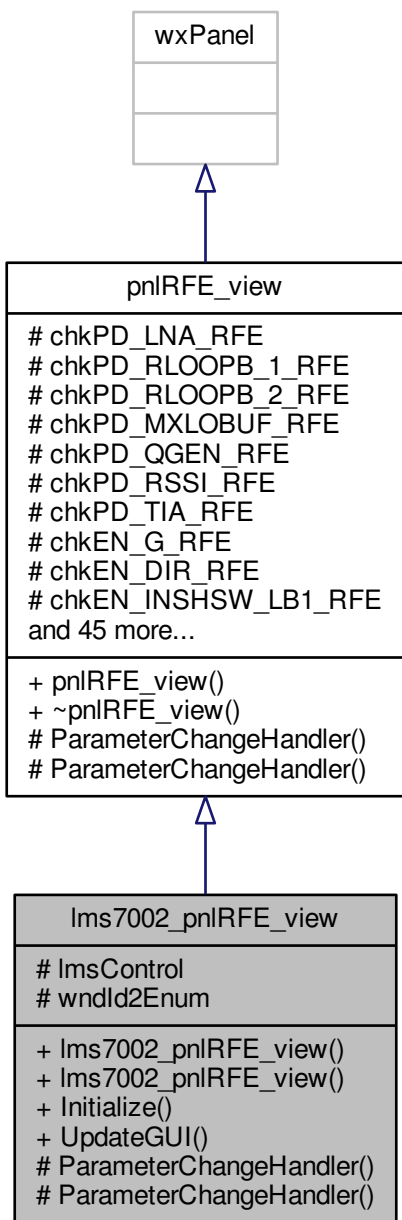 wxPanel
pnlRFE_view
# chkPD_LNA_RFE
# chkPD_RLOOPB_1_RFE
# chkPD_RLOOPB_2_RFE
# chkPD_MXLOBUF_RFE
# chkPD_QGEN_RFE
# chkPD_RSSI_RFE
# chkPD_TIA_RFE
# chkEN_G_RFE
# chkEN_DIR_RFE
# chkEN_INSHSW_LB1_RFE
and 45 more...
+ pnlRFE_view()
+ ~pnlRFE_view()
# ParameterChangeHandler()
# ParameterChangeHandler()
lms7002_pnlRFE_view
# lmsControl
# wndId2Enum
+ lms7002_pnlRFE_view()
+ lms7002_pnlRFE_view()
+ Initialize()
+ UpdateGUI()
# ParameterChangeHandler()
# ParameterChangeHandler()